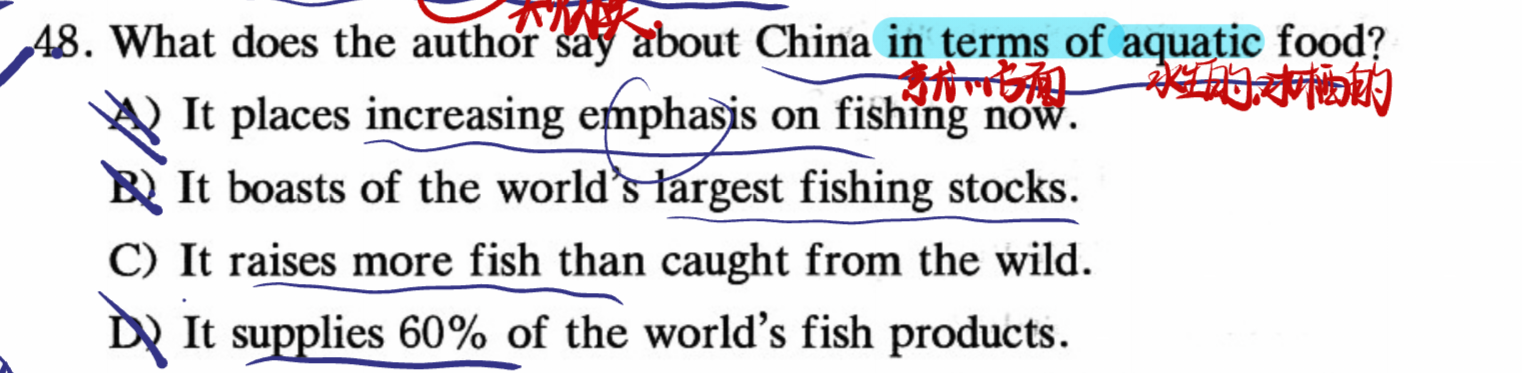 48. What does the author say about China in terms of aquatic food?
就…方面 水生的,水栖的
A) It places increasing emphasis on fishing now.
B) It boasts of the world's largest fishing stocks.
C) It raises more fish than caught from the wild.
D) It supplies 60% of the world's fish products.